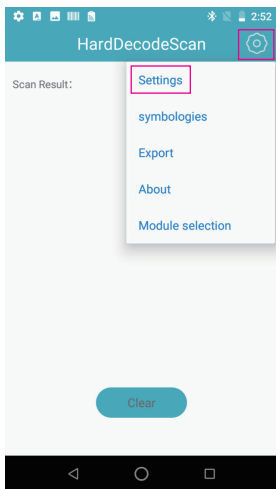 2:52
HardDecodeScan
Scan Result:
Settings
symbologies
Export
About
Module selection
Clear